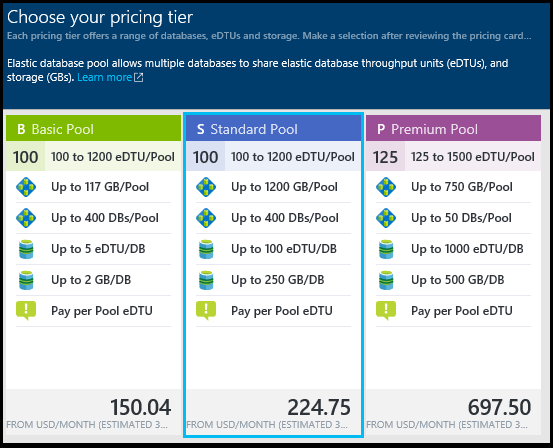 Choose your pricing tier
Each pricing tier offers a range of databases, eDTUs and storage. Make a selection after reviewing the pricing card...
Elastic database pool allows multiple databases to share elastic database throughput units (eDTUs), and
storage (GBs). Learn more
B Basic Pool
100 100 to 1200 eDTU/Pool
Up to 117 GB/Pool
Up to 400 DBs/Pool
Up to 5 eDTU/DB
Up to 2 GB/DB
Pay per Pool eDTU
150.04
FROM USD/MONTH (ESTIMATED 3...
S Standard Pool
100 100 to 1200 eDTU/Pool
Up to 1200 GB/Pool
Up to 400 DBs/Pool
Up to 100 eDTU/DB
Up to 250 GB/DB
Pay per Pool eDTU
224.75
FROM USD/MONTH (ESTIMATED 3...
P Premium Pool
125 125 to 1500 eDTU/Pool
Up to 750 GB/Pool
Up to 50 DBs/Pool
Up to 1000 eDTU/DB
Up to 500 GB/DB
Pay per Pool eDTU
697.50
FROM USD/MONTH (ESTIMATED 3...